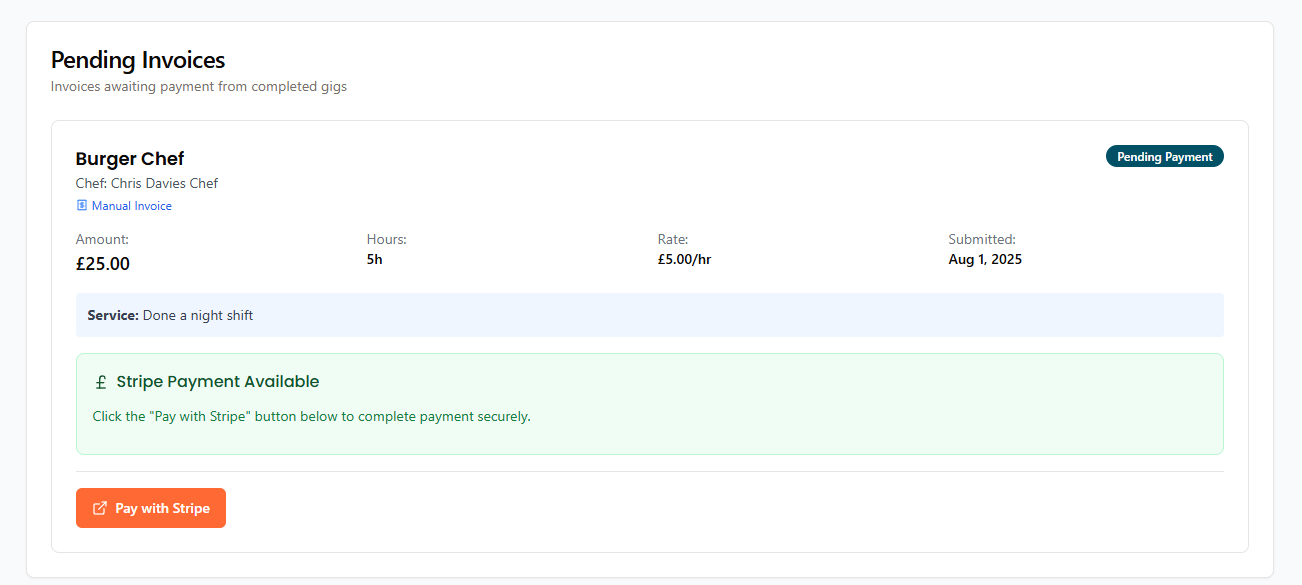 Pending Invoices
Invoices awaiting payment from completed gigs
Burger Chef
Pending Payment
Chef: Chris Davies Chef
Manual Invoice
Amount:
£25.00
Hours:
5h
Rate:
£5.00/hr
Submitted:
Aug 1, 2025
Service: Done a night shift
£ Stripe Payment Available
Click the "Pay with Stripe" button below to complete payment securely.
Pay with Stripe